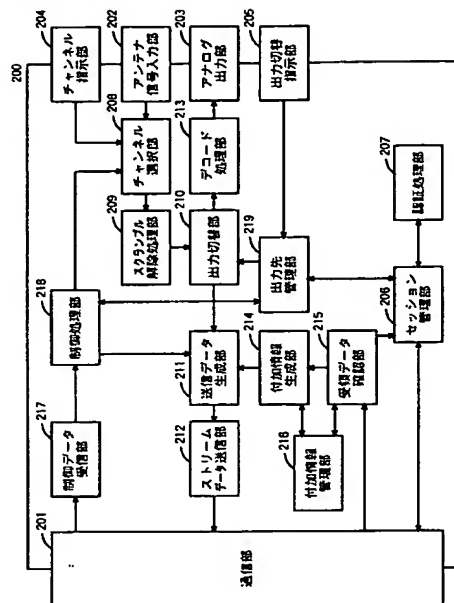 200
201
通信部
217
制御データ
受信部
218
制御処理部
204
チャンネル
指示部
208
チャンネル
選択部
202
アンテナ
信号入力部
209
スクランブル
解除処理部
203
アナログ
出力部
213
デコード
処理部
210
出力切替部
205
出力切替
指示部
212
ストリーム
データ送信部
211
送信データ
生成部
219
出力先
管理部
214
付加情報
生成部
216
付加情報
管理部
215
受領データ
確認部
206
セッション
管理部
207
認証処理部